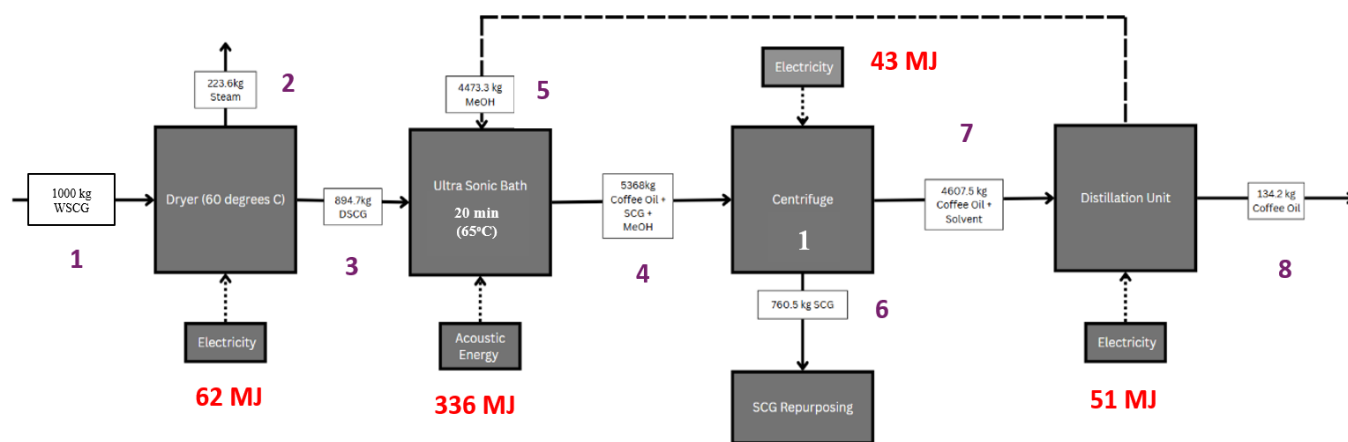 223.6kg
Steam
2
4473.3 kg
MeOH
5
Electricity
43 MJ
7
1000 kg
WSCG
1
Dryer (60 degrees C)
894.7kg
DSCG
3
Ultra Sonic Bath
20 min
(65°C)
5368kg
Coffee Oil +
SCG +
MeOH
4
Centrifuge
1
4607.5 kg
Coffee Oil +
Solvent
Distillation Unit
134.2 kg
Coffee Oil
8
760.5 kg SCG
6
Electricity
62 MJ
Acoustic
Energy
336 MJ
SCG Repurposing
Electricity
51 MJ